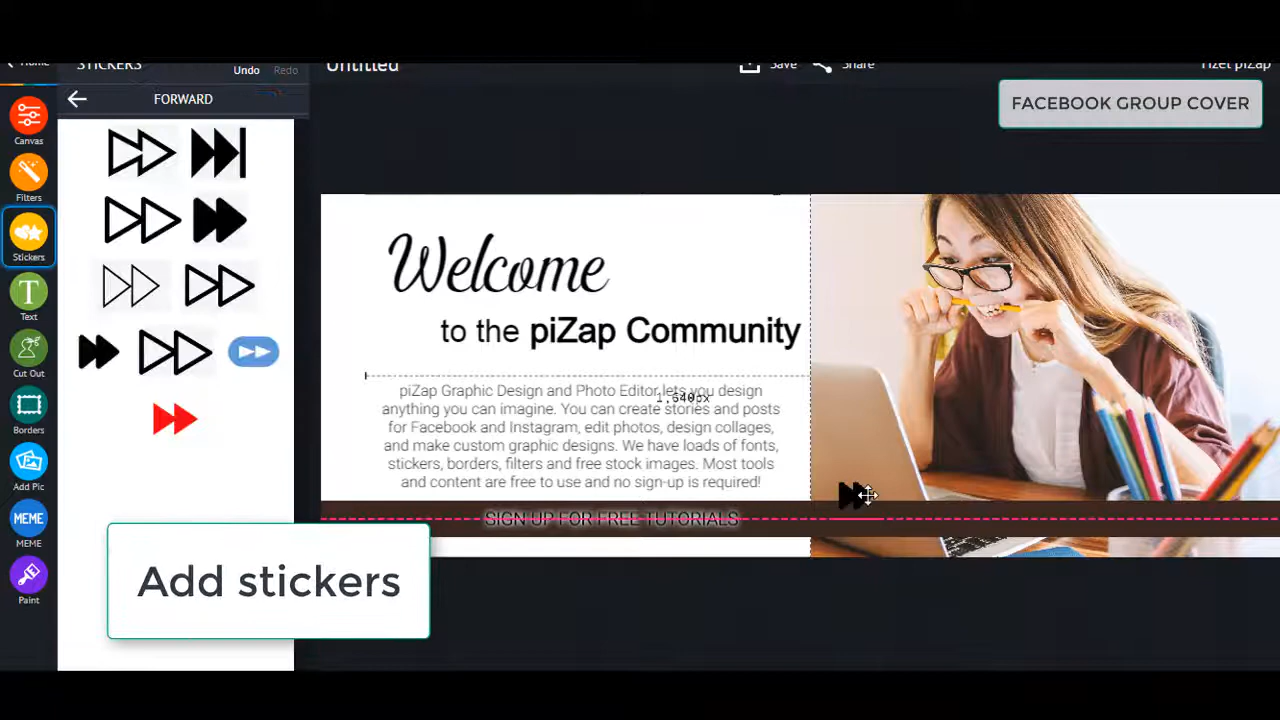 Home
STICKERS
Undo
Redo
Untitled
Save
Share
Tizet piZap
FORWARD
FACEBOOK GROUP COVER
Canvas
Filters
Stickers
Text
Cut Out
Borders
Add Pic
MEME
MEME
Paint
Welcome
to the piZap Community
piZap Graphic Design and Photo Editor lets you design
anything you can imagine. You can create stories and posts
for Facebook and Instagram, edit photos, design collages,
and make custom graphic designs. We have loads of fonts,
stickers, borders, filters and free stock images. Most tools
and content are free to use and no sign-up is required!
1,640px
SIGN UP FOR FREE TUTORIALS
Add stickers